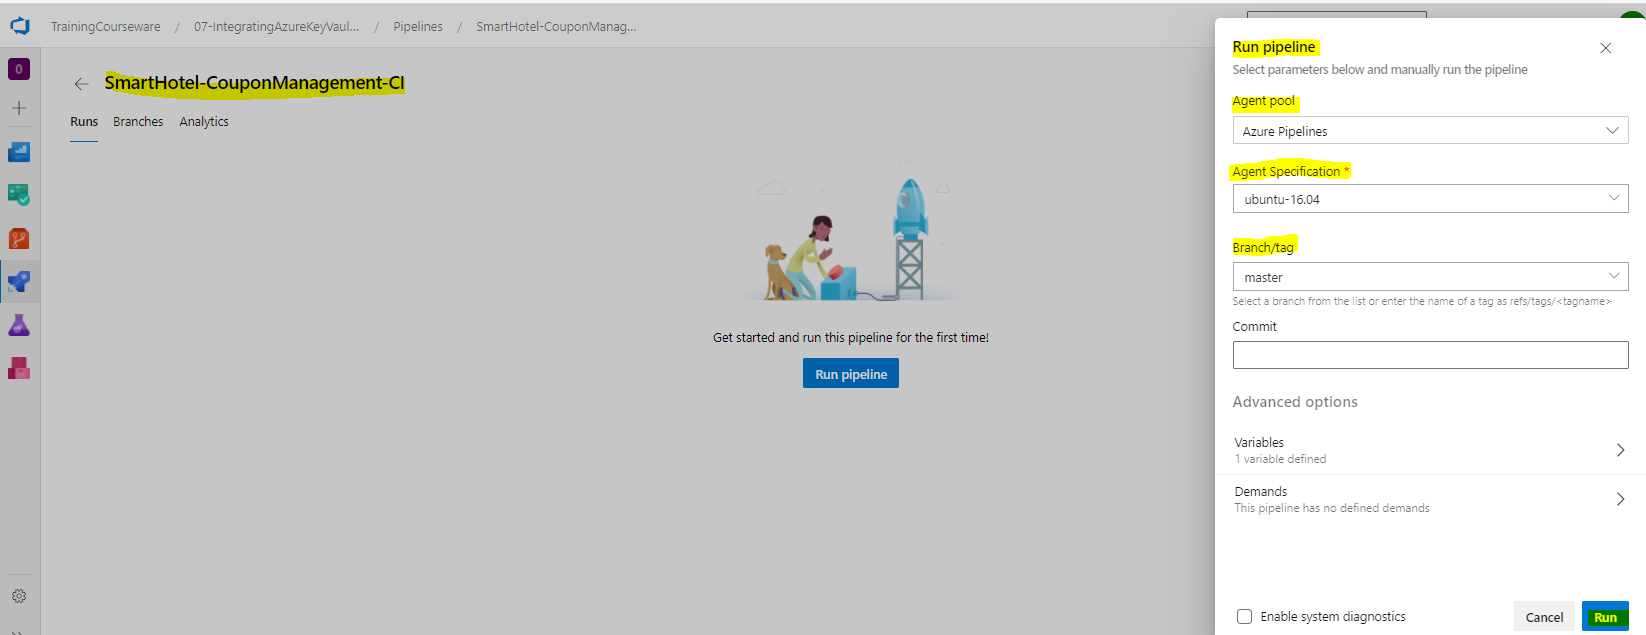 TrainingCourseware / 07-IntegratingAzureKeyVaul... / Pipelines / SmartHotel-CouponManag...
O
SmartHotel-CouponManagement-CI
Runs Branches Analytics
Get started and run this pipeline for the first time!
Run pipeline
Run pipeline
Select parameters below and manually run the pipeline
Agent pool
Azure Pipelines
Agent Specification *
ubuntu-16.04
Branch/tag
master
Select a branch from the list or enter the name of a tag as refs/tags/<tagname>
Commit
Advanced options
Variables
1 variable defined
Demands
This pipeline has no defined demands
Enable system diagnostics
Cancel
Run